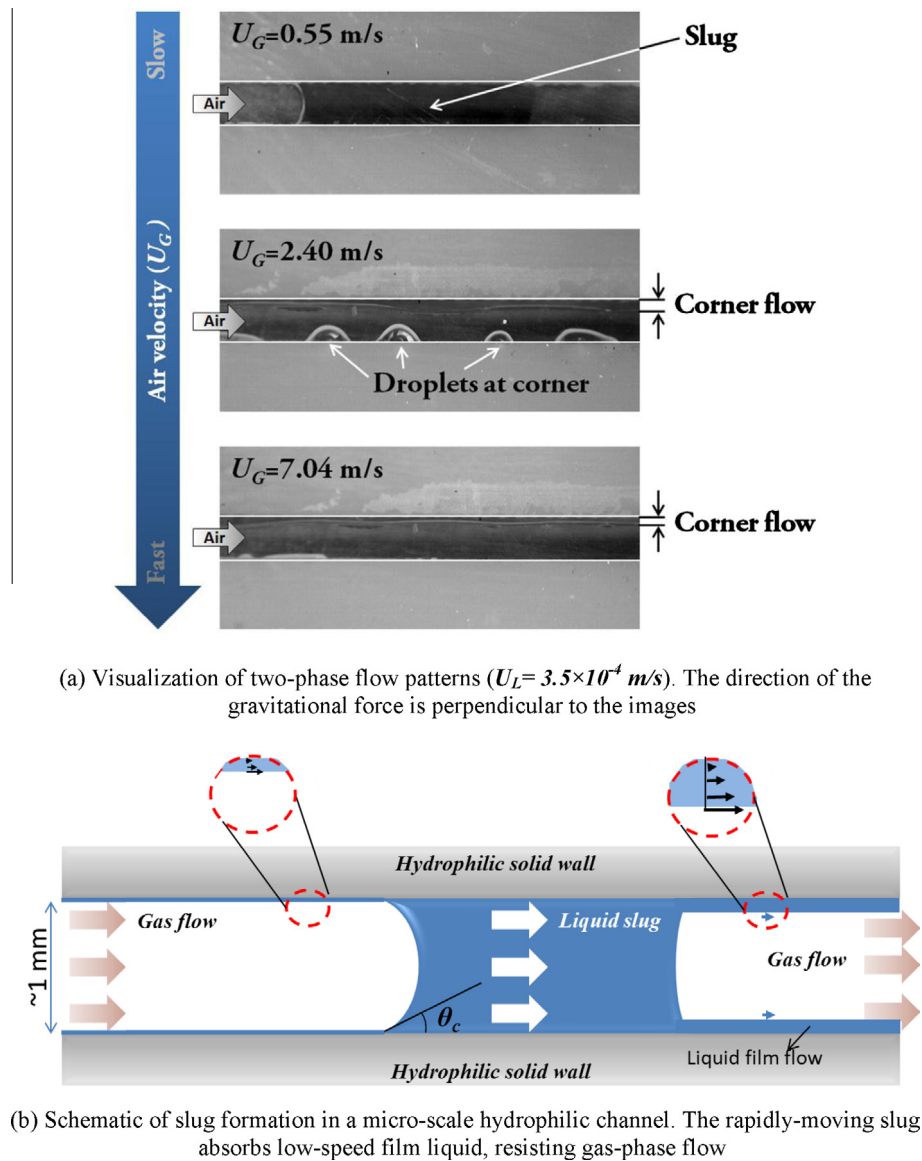 Slow
Air velocity (U_G)
Fast
U_G=0.55 m/s
Slug
Air
U_G=2.40 m/s
Air
Corner flow
Droplets at corner
U_G=7.04 m/s
Air
Corner flow
(a) Visualization of two-phase flow patterns (U_L= 3.5×10⁻⁴ m/s). The direction of the
gravitational force is perpendicular to the images
Hydrophilic solid wall
Gas flow
Liquid slug
~1 mm
Gas flow
θ_c
Liquid film flow
Hydrophilic solid wall
(b) Schematic of slug formation in a micro-scale hydrophilic channel. The rapidly-moving slug
absorbs low-speed film liquid, resisting gas-phase flow